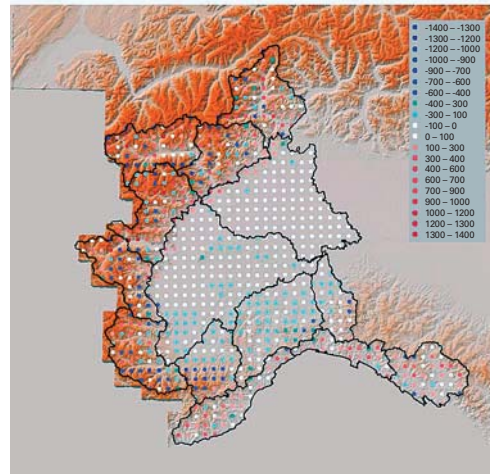 -1400 – -1300
-1300 – -1200
-1200 – -1000
-1000 – -900
-900 – -700
-700 – -600
-600 – -400
-400 – 300
-300 – 100
-100 – 0
0 – 100
100 – 300
300 – 400
400 – 600
600 – 700
700 – 900
900 – 1000
1000 – 1200
1200 – 1300
1300 – 1400